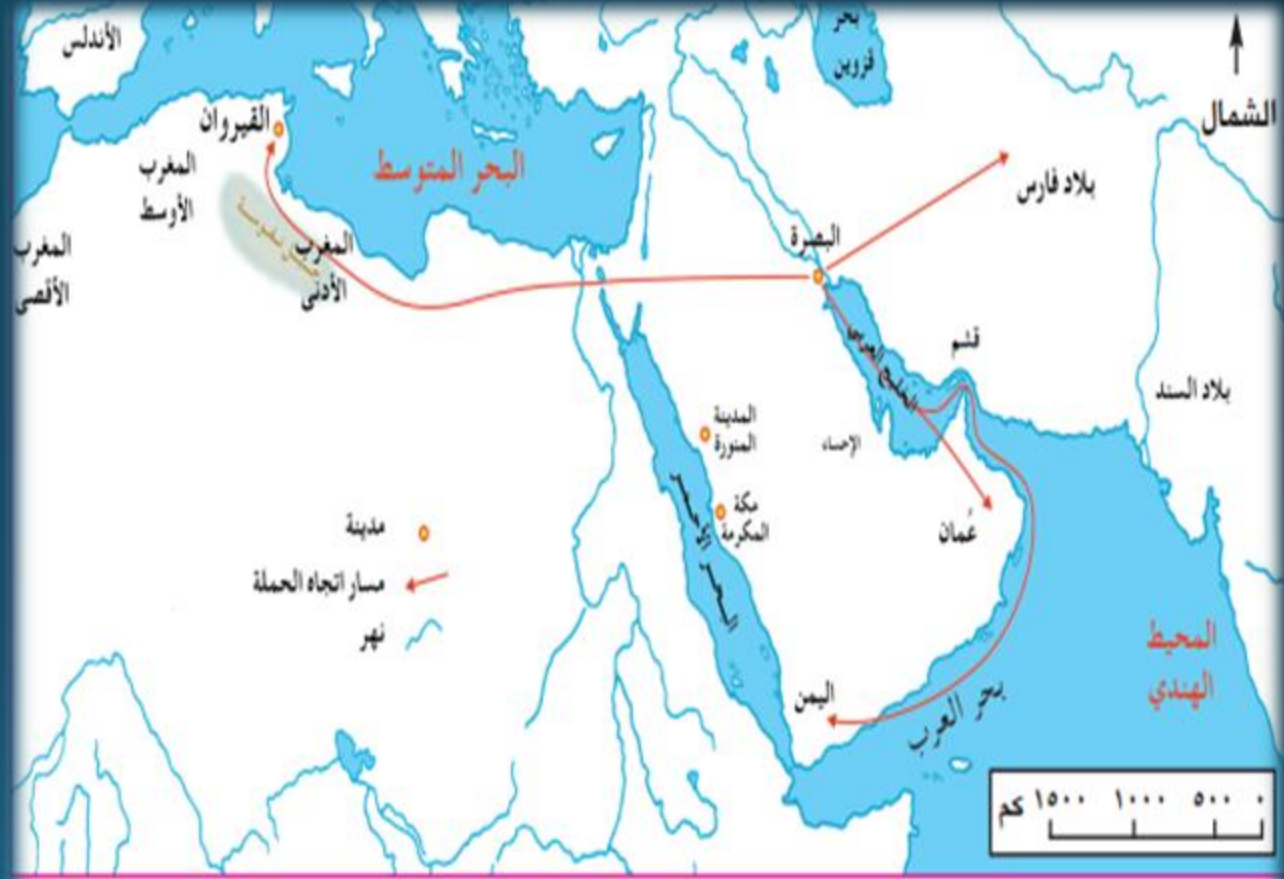 الأندلس
بحر
قزوين
الشمال
القيروان
البحر المتوسط
المغرب
الأوسط
بلاد فارس
المغرب
الأقصى
المغرب
الأدنى
البصرة
قشم
بلاد السند
المدينة
المنورة
الإحساء
مكة
المكرمة
عُمان
البحر الأحمر
مدينة
مسار اتجاه الحملة
نهر
المحيط
الهندي
اليمن
بحر العرب
٠ ٥٠٠ ١٠٠٠ ١٥٠٠ كم